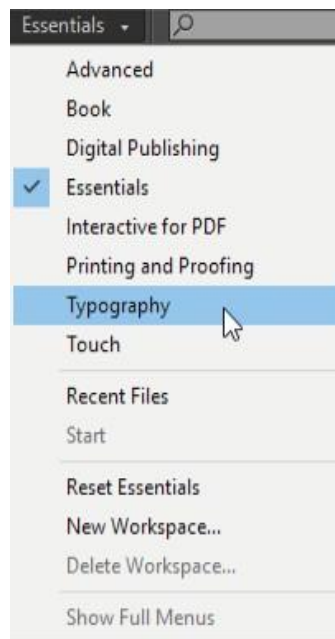 Essentials
Advanced
Book
Digital Publishing
Essentials
Interactive for PDF
Printing and Proofing
Typography
Touch
Recent Files
Start
Reset Essentials
New Workspace...
Delete Workspace...
Show Full Menus